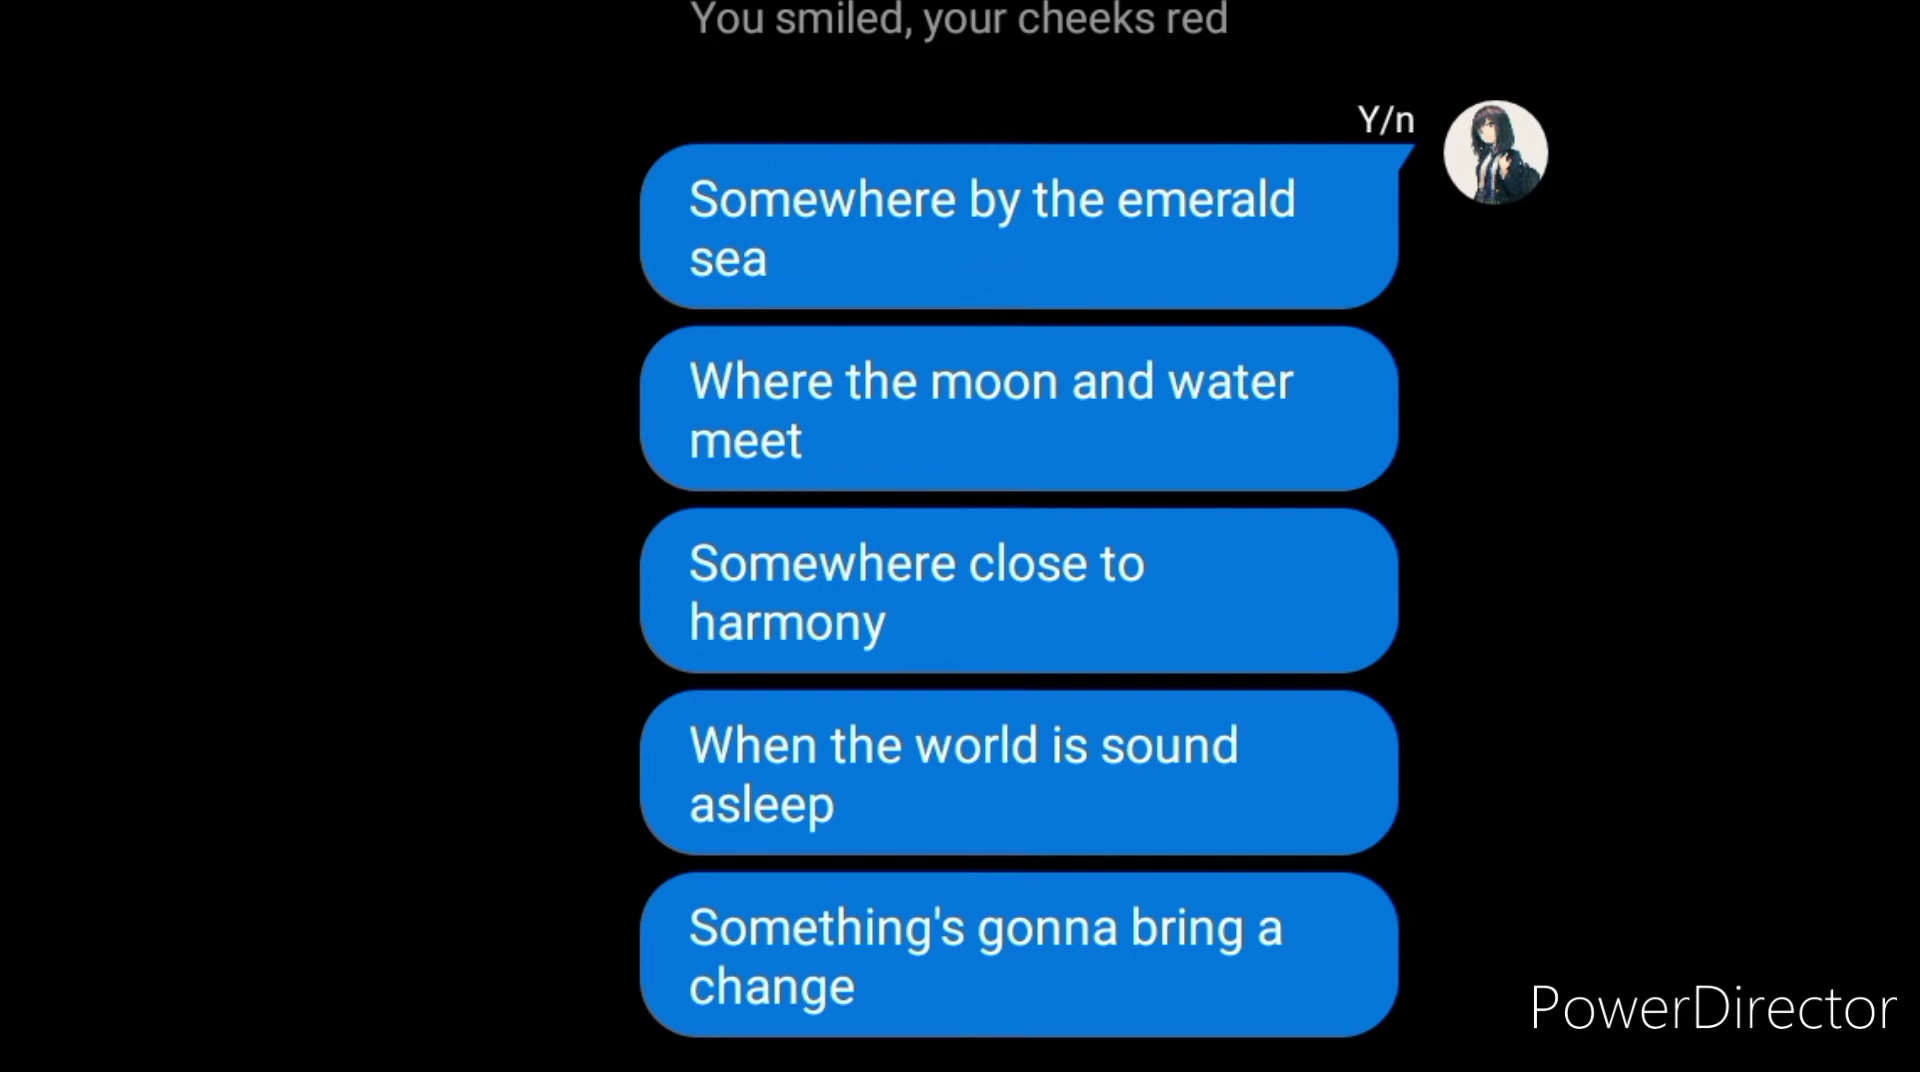 You smiled, your cheeks red
Y/n
Somewhere by the emerald
sea
Where the moon and water
meet
Somewhere close to
harmony
When the world is sound
asleep
Something's gonna bring a
change
PowerDirector